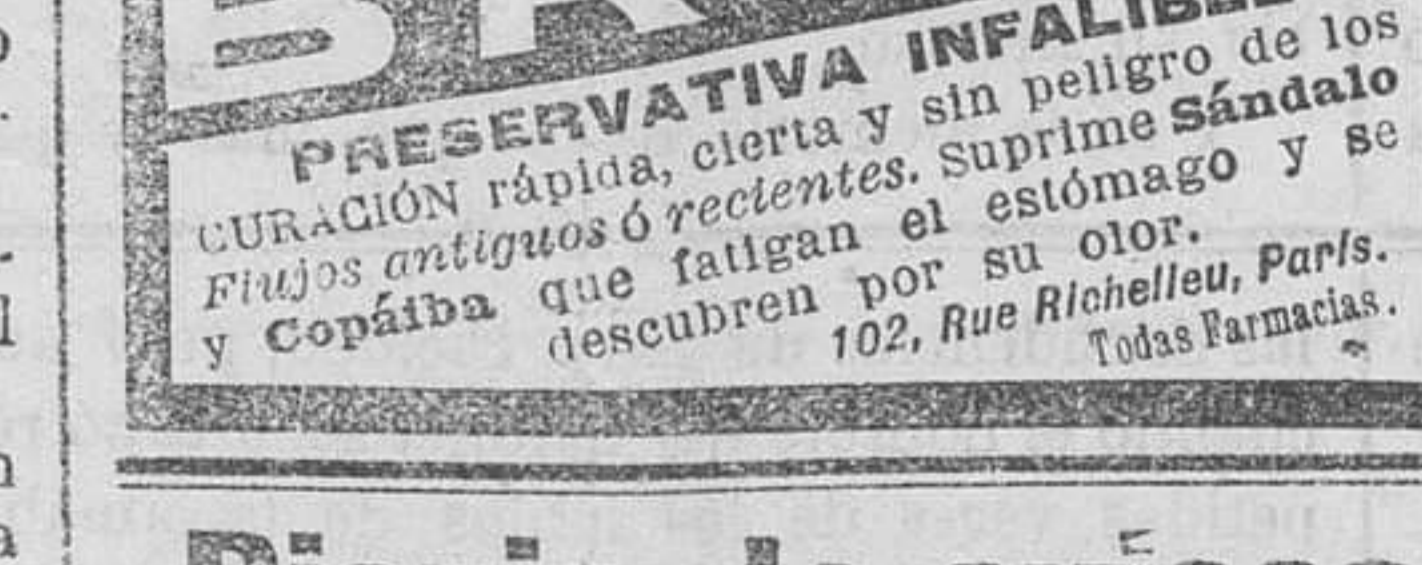 PRESERVATIVA INFALIBLE
CURACIÓN rápida, cierta y sin peligro de los
Flujos antiguos ó recientes. Suprime Sándalo
y Copáiba que fatigan el estómago y se
descubren por su olor.
102, Rue Richelieu, París.
Todas Farmacias.